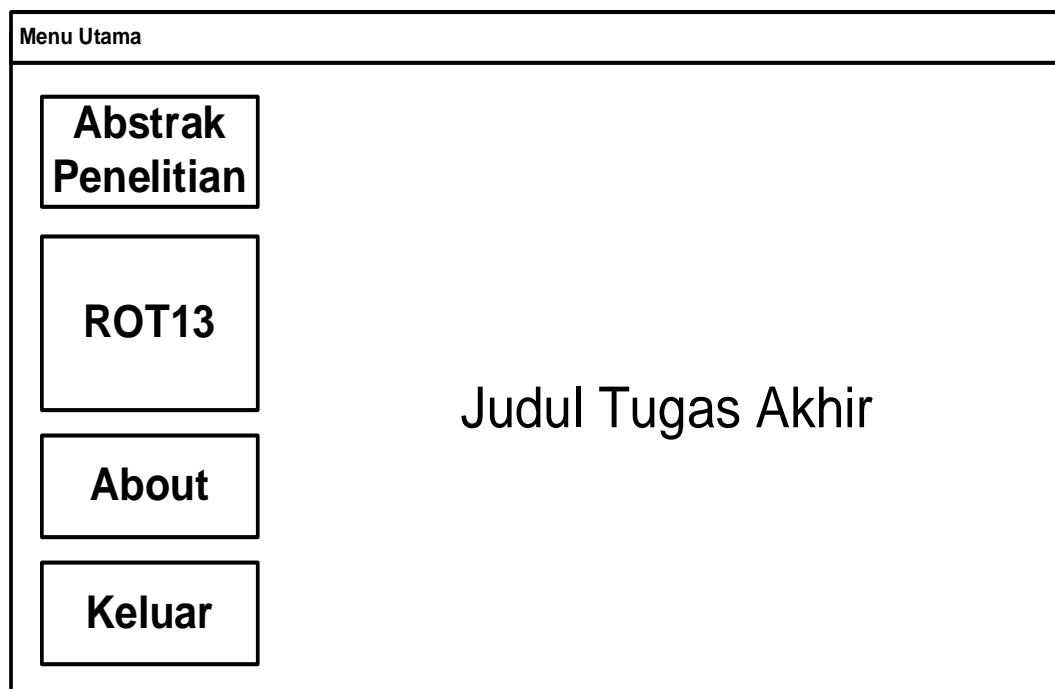 Menu Utama
Abstrak
Penelitian
ROT13
Judul Tugas Akhir
About
Keluar